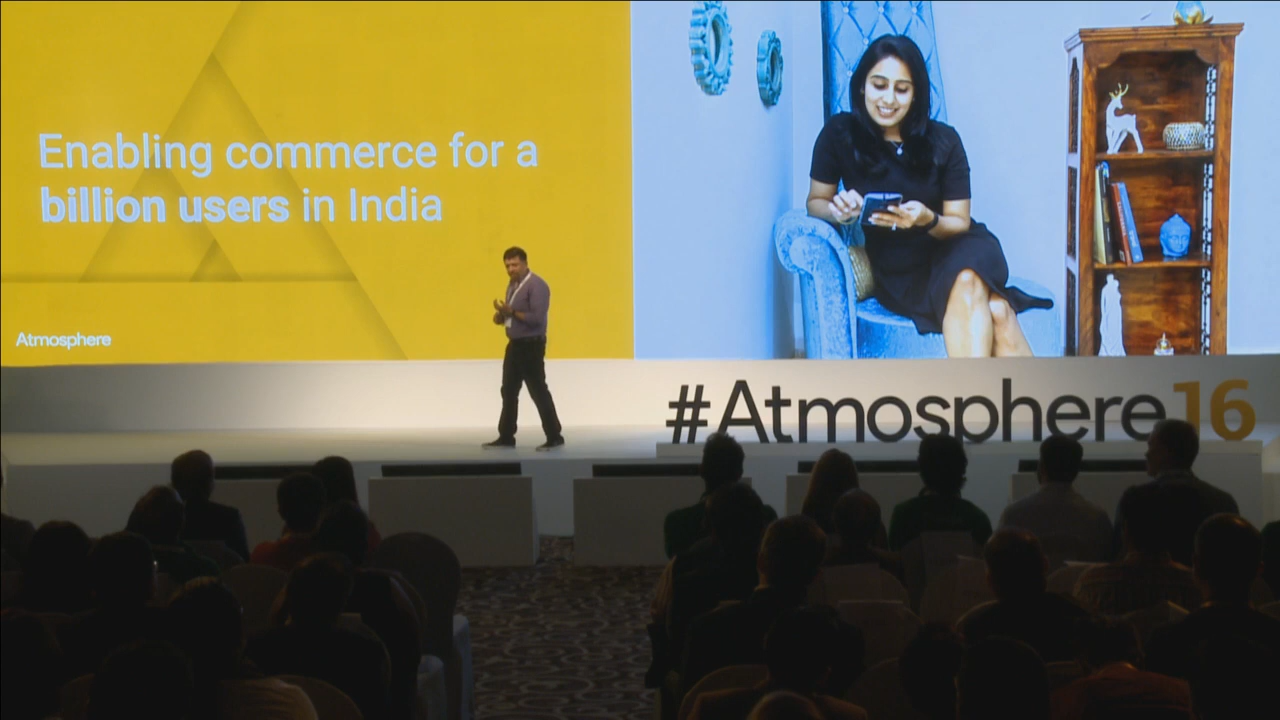 Enabling commerce for a
billion users in India
Atmosphere
#Atmosphere16